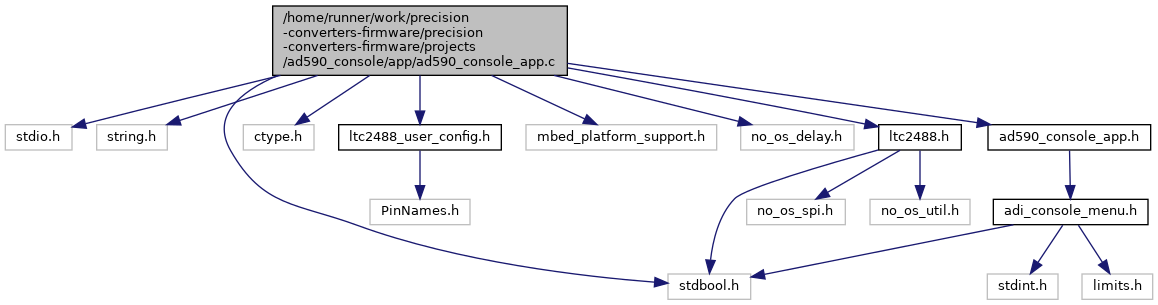 /home/runner/work/precision
-converters-firmware/precision
-converters-firmware/projects
/ad590_console/app/ad590_console_app.c
stdio.h
string.h
ctype.h
ltc2488_user_config.h
mbed_platform_support.h
no_os_delay.h
ltc2488.h
ad590_console_app.h
PinNames.h
no_os_spi.h
no_os_util.h
adi_console_menu.h
stdbool.h
stdint.h
limits.h